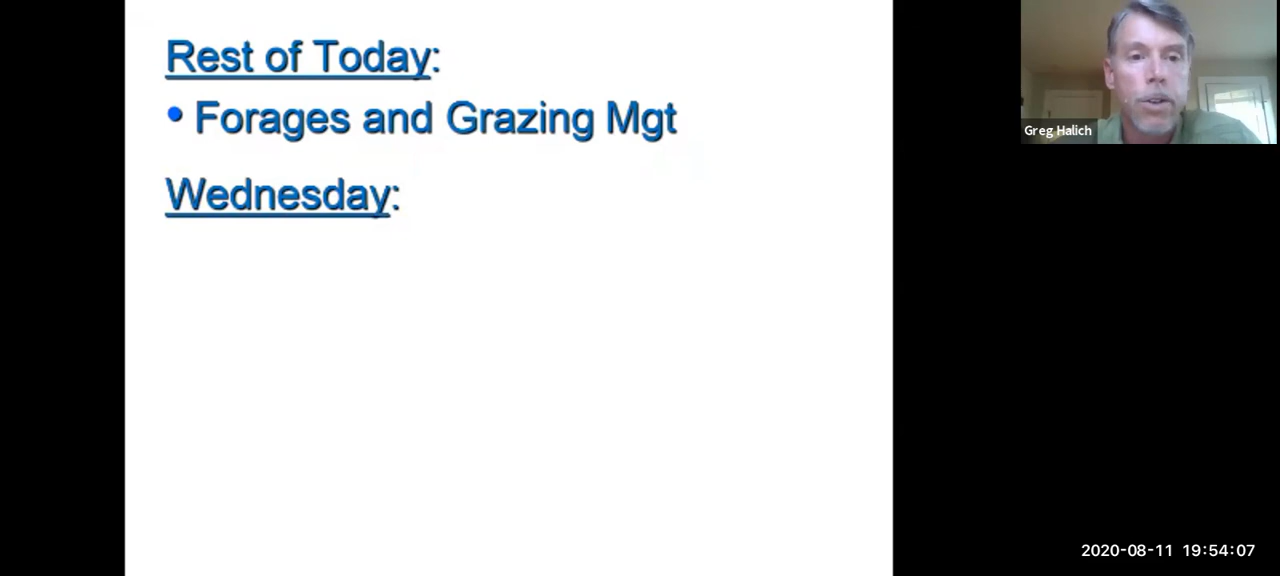 Rest of Today:
• Forages and Grazing Mgt
Wednesday:
Greg Halich
2020-08-11 19:54:07